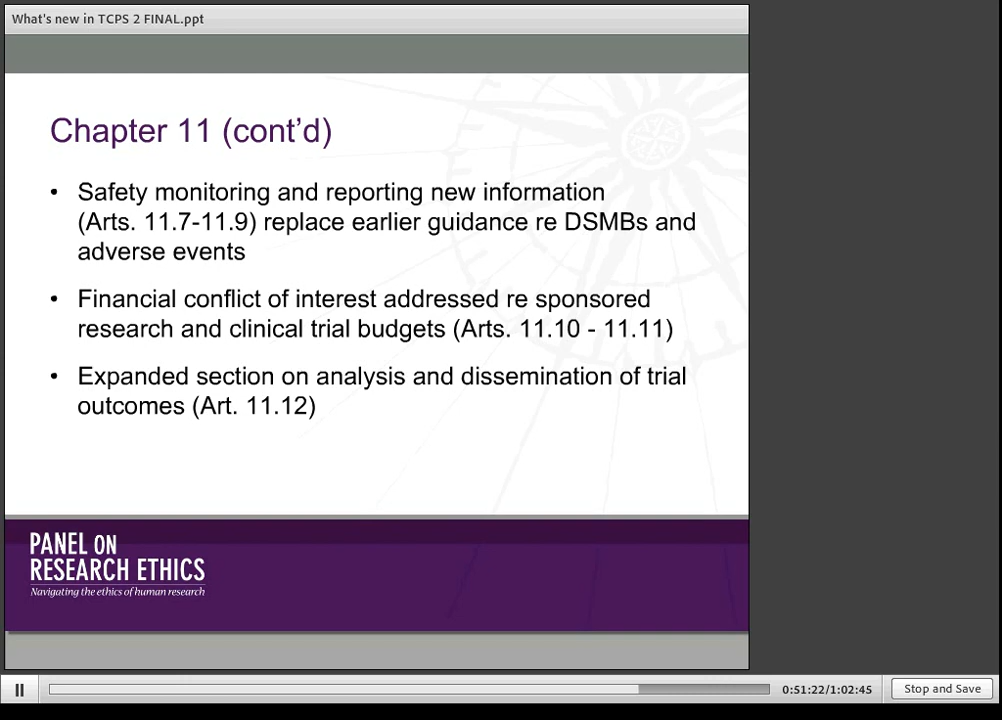 What's new in TCPS 2 FINAL.ppt
Chapter 11 (cont’d)
• Safety monitoring and reporting new information
(Arts. 11.7-11.9) replace earlier guidance re DSMBs and
adverse events
• Financial conflict of interest addressed re sponsored
research and clinical trial budgets (Arts. 11.10 - 11.11)
• Expanded section on analysis and dissemination of trial
outcomes (Art. 11.12)
PANEL ON
RESEARCH ETHICS
Navigating the ethics of human research
0:51:22/1:02:45
Stop and Save